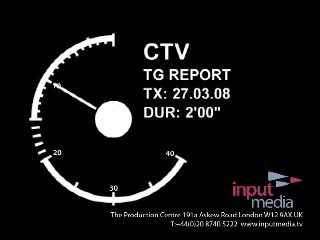 CTV
TG REPORT
TX: 27.03.08
DUR: 2'00"
10
20
40
30
input
media
The Production Centre 191a Askew Road London W12 9AX UK
T:+44(0)20 8740 5222 www.inputmedia.tv